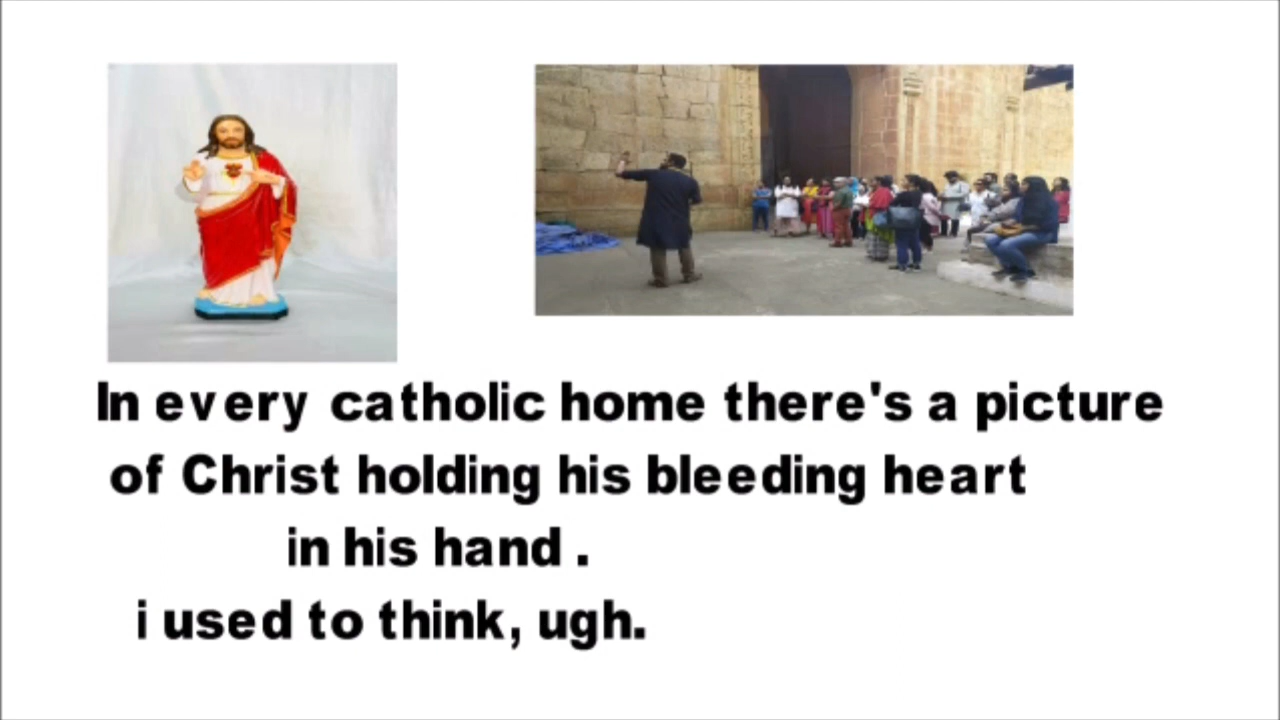 In every catholic home there's a picture
of Christ holding his bleeding heart
in his hand .
i used to think, ugh.